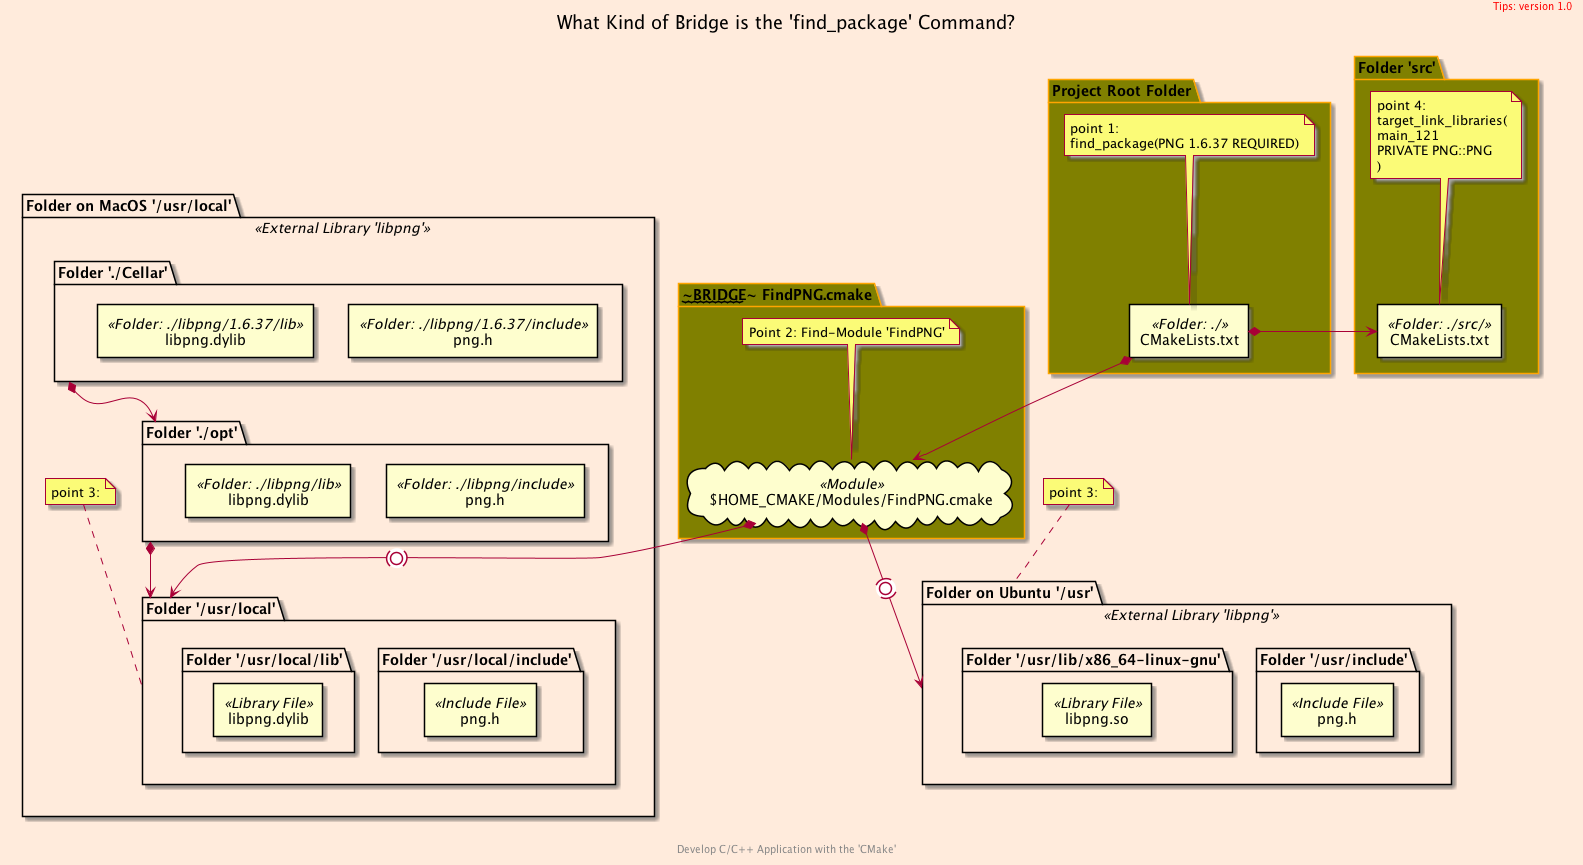 Tips: version 1.0
What Kind of Bridge is the 'find_package' Command?
Folder 'src'
point 4:
target_link_libraries(
main_121
PRIVATE PNG::PNG
)
«Folder: ./src/»
CMakeLists.txt
Project Root Folder
point 1:
find_package(PNG 1.6.37 REQUIRED)
«Folder: ./»
CMakeLists.txt
~BRIDGE~ FindPNG.cmake
Point 2: Find-Module 'FindPNG'
«Module»
$HOME_CMAKE/Modules/FindPNG.cmake
Folder on MacOS '/usr/local'
«External Library 'libpng'»
Folder './Cellar'
«Folder: ./libpng/1.6.37/lib»
libpng.dylib
«Folder: ./libpng/1.6.37/include»
png.h
Folder './opt'
«Folder: ./libpng/lib»
libpng.dylib
«Folder: ./libpng/include»
png.h
point 3:
Folder '/usr/local'
Folder '/usr/local/lib'
«Library File»
libpng.dylib
Folder '/usr/local/include'
«Include File»
png.h
point 3:
Folder on Ubuntu '/usr'
«External Library 'libpng'»
Folder '/usr/lib/x86_64-linux-gnu'
«Library File»
libpng.so
Folder '/usr/include'
«Include File»
png.h
Develop C/C++ Application with the 'CMake'